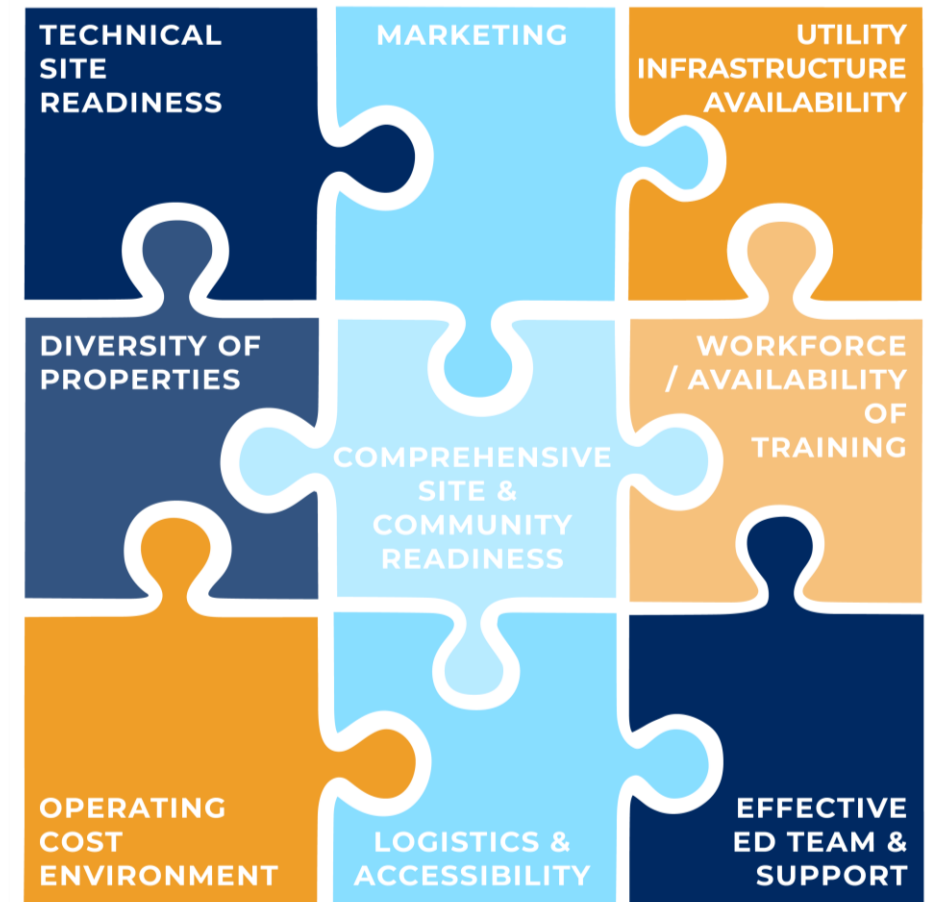 TECHNICAL
SITE
READINESS
MARKETING
UTILITY
INFRASTRUCTURE
AVAILABILITY
DIVERSITY OF
PROPERTIES
COMPREHENSIVE
SITE &
COMMUNITY
READINESS
WORKFORCE
/ AVAILABILITY
OF
TRAINING
OPERATING
COST
ENVIRONMENT
LOGISTICS &
ACCESSIBILITY
EFFECTIVE
ED TEAM &
SUPPORT